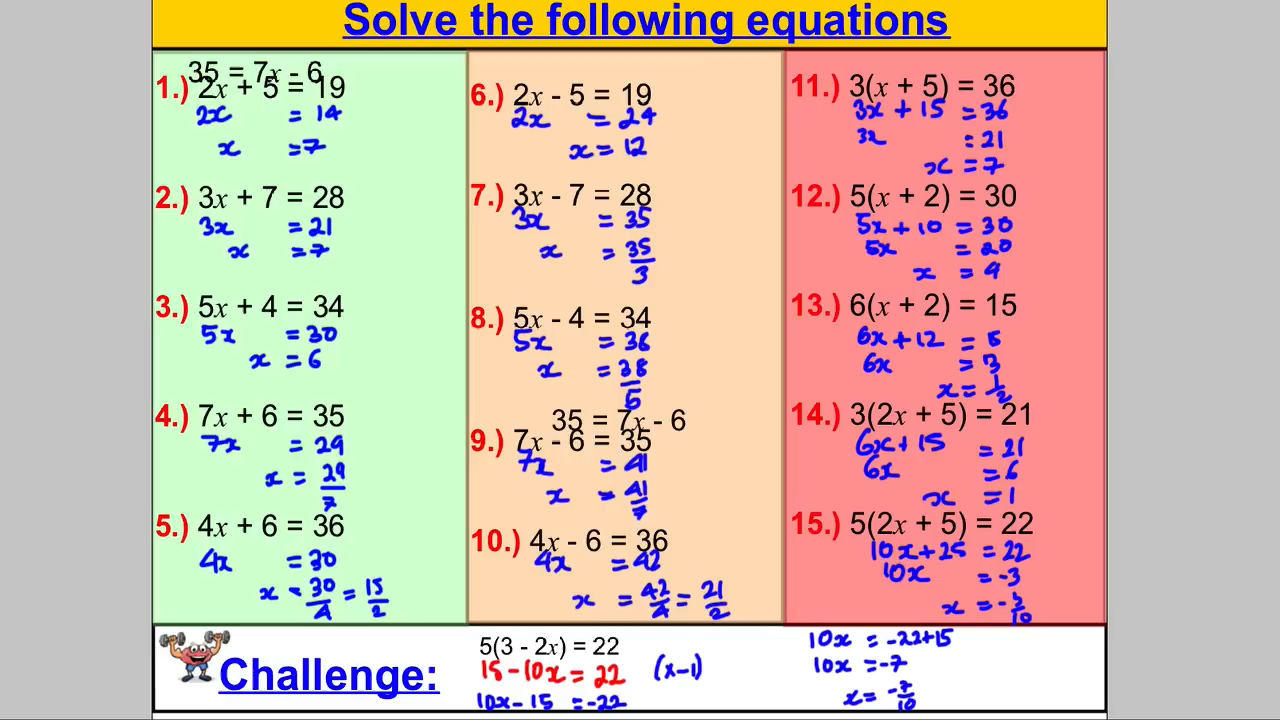 Solve the following equations
35 = 7x - 6
1.) 2x + 5 = 19
2x = 14
x = 7
2.) 3x + 7 = 28
3x = 21
x = 7
3.) 5x + 4 = 34
5x = 30
x = 6
4.) 7x + 6 = 35
7x = 29
x = 29/7
5.) 4x + 6 = 36
4x = 30
x = 30/4 = 15/2
6.) 2x - 5 = 19
2x = 24
x = 12
7.) 3x - 7 = 28
3x = 35
x = 35/3
8.) 5x - 4 = 34
5x = 38
x = 38/5
35 = 7x - 6
9.) 7x - 6 = 35
7x = 41
x = 41/7
10.) 4x - 6 = 36
4x = 42
x = 42/4 = 21/2
11.) 3(x + 5) = 36
3x + 15 = 36
= 21
x = 7
12.) 5(x + 2) = 30
5x + 10 = 30
5x = 20
x = 4
13.) 6(x + 2) = 15
6x + 12 = 15
6x = 3
x = 1/2
14.) 3(2x + 5) = 21
6x + 15 = 21
6x = 6
x = 1
15.) 5(2x + 5) = 22
10x + 25 = 22
10x = -3
x = -3/10
Challenge:
5(3 - 2x) = 22
15 - 10x = 22 (x-1)
10x - 15 = -22
10x = -22+15
10x = -7
x = -7/10